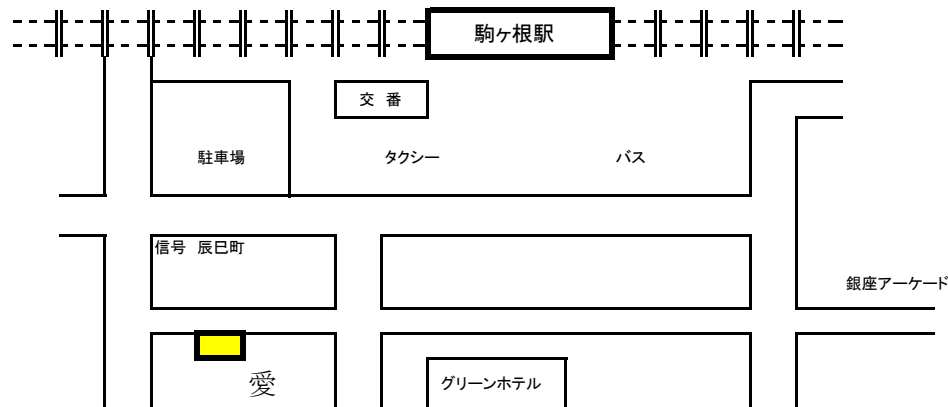 駒ヶ根駅
交 番
駐車場
タクシー
バス
信号 辰巳町
銀座アーケード
愛
グリーンホテル